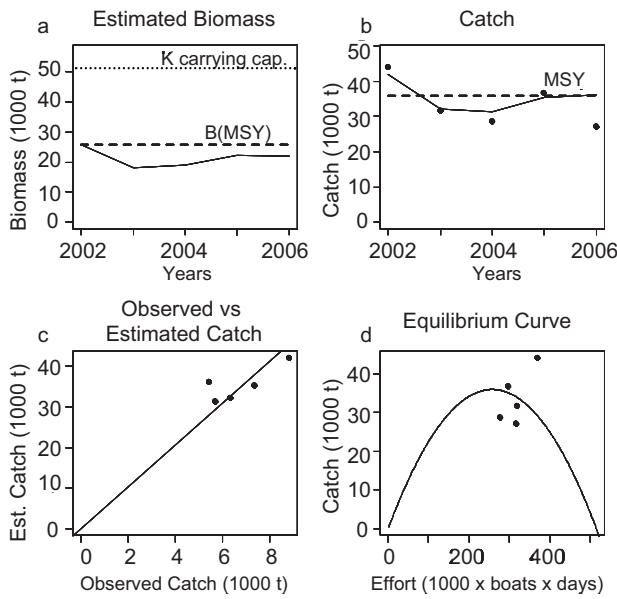 a
Estimated Biomass
K carrying cap.
B(MSY)
Biomass (1000 t)
50
40
30
20
10
0
2002
2004
2006
Years
b
Catch
MSY
Catch (1000 t)
50
40
30
20
10
0
2002
2004
2006
Years
c
Observed vs
Estimated Catch
Est. Catch (1000 t)
40
30
20
10
0
0
2
4
6
8
Observed Catch (1000 t)
d
Equilibrium Curve
Catch (1000 t)
40
30
20
10
0
0
200
400
Effort (1000 x boats x days)